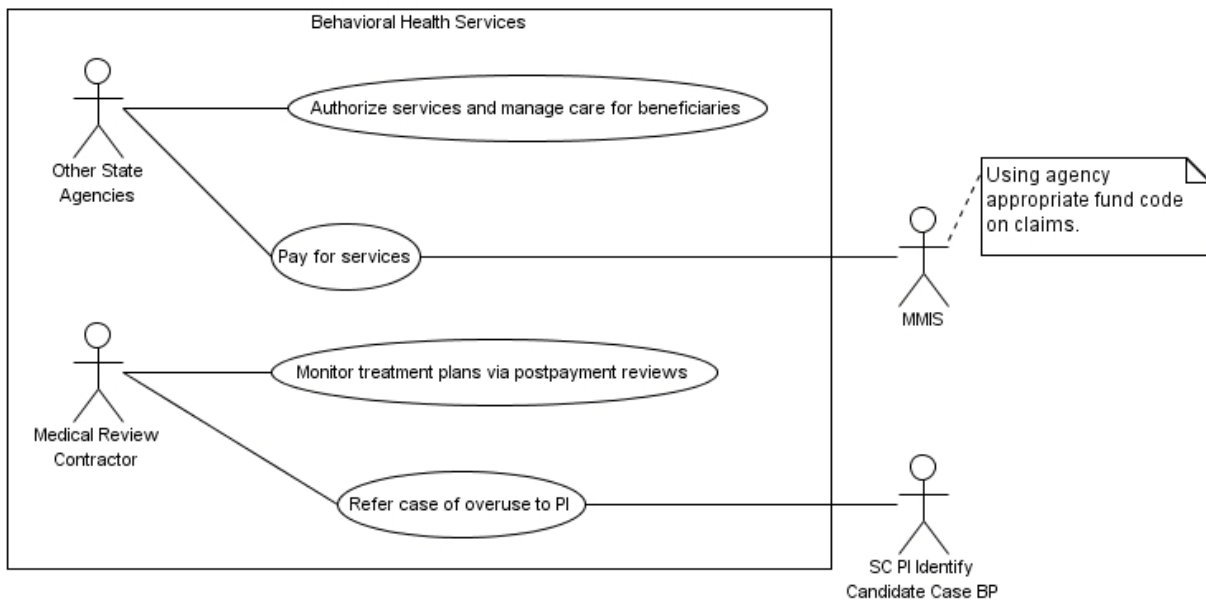 Behavioral Health Services
Authorize services and manage care for beneficiaries
Other State
Agencies
Using agency
appropriate fund code
on claims.
Pay for services
MMIS
Monitor treatment plans via postpayment reviews
Medical Review
Contractor
Refer case of overuse to PI
SC PI Identify
Candidate Case BP